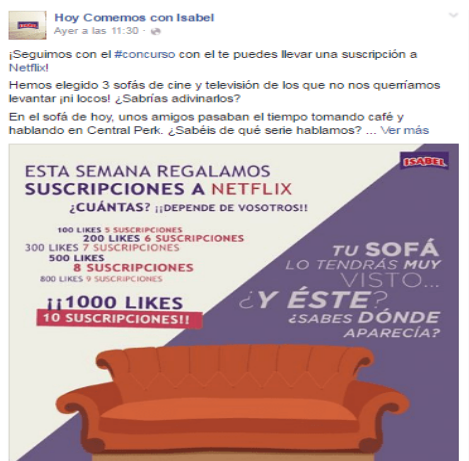 Hoy Comemos con Isabel
Ayer a las 11:30
¡Seguimos con el #concurso con el te puedes llevar una suscripción a
Netflix!
Hemos elegido 3 sofás de cine y televisión de los que no nos querríamos
levantar ¡ni locos! ¿Sabrías adivinarlos?
En el sofá de hoy, unos amigos pasaban el tiempo tomando café y
hablando en Central Perk. ¿Sabéis de qué serie hablamos? ... Ver más
ISABEL
ESTA SEMANA REGALAMOS
SUSCRIPCIONES A NETFLIX
¿CUÁNTAS? ¡¡DEPENDE DE VOSOTROS!!
100 LIKES 5 SUSCRIPCIONES
200 LIKES 6 SUSCRIPCIONES
300 LIKES 7 SUSCRIPCIONES
500 LIKES
8 SUSCRIPCIONES
800 LIKES 9 SUSCRIPCIONES
¡¡1000 LIKES
10 SUSCRIPCIONES!!
TU SOFÁ
LO TENDRÁS MUY
VISTO...
¿Y ÉSTE?
¿SABES DÓNDE
APARECÍA?